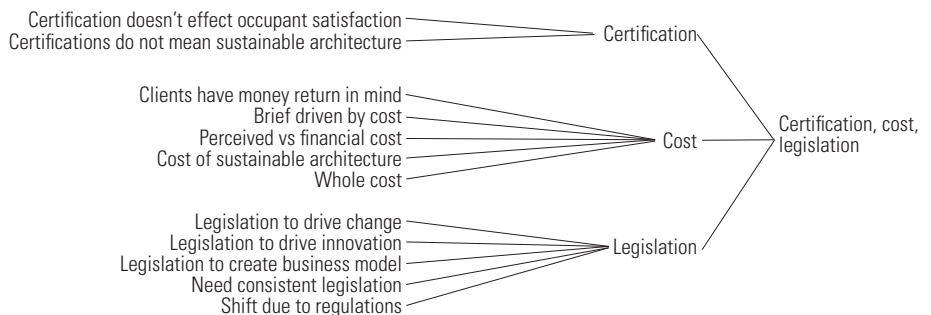 Certification doesn't effect occupant satisfaction
Certifications do not mean sustainable architecture
Certification
Clients have money return in mind
Brief driven by cost
Perceived vs financial cost
Cost of sustainable architecture
Whole cost
Cost
Legislation to drive change
Legislation to drive innovation
Legislation to create business model
Need consistent legislation
Shift due to regulations
Legislation
Certification, cost,
legislation